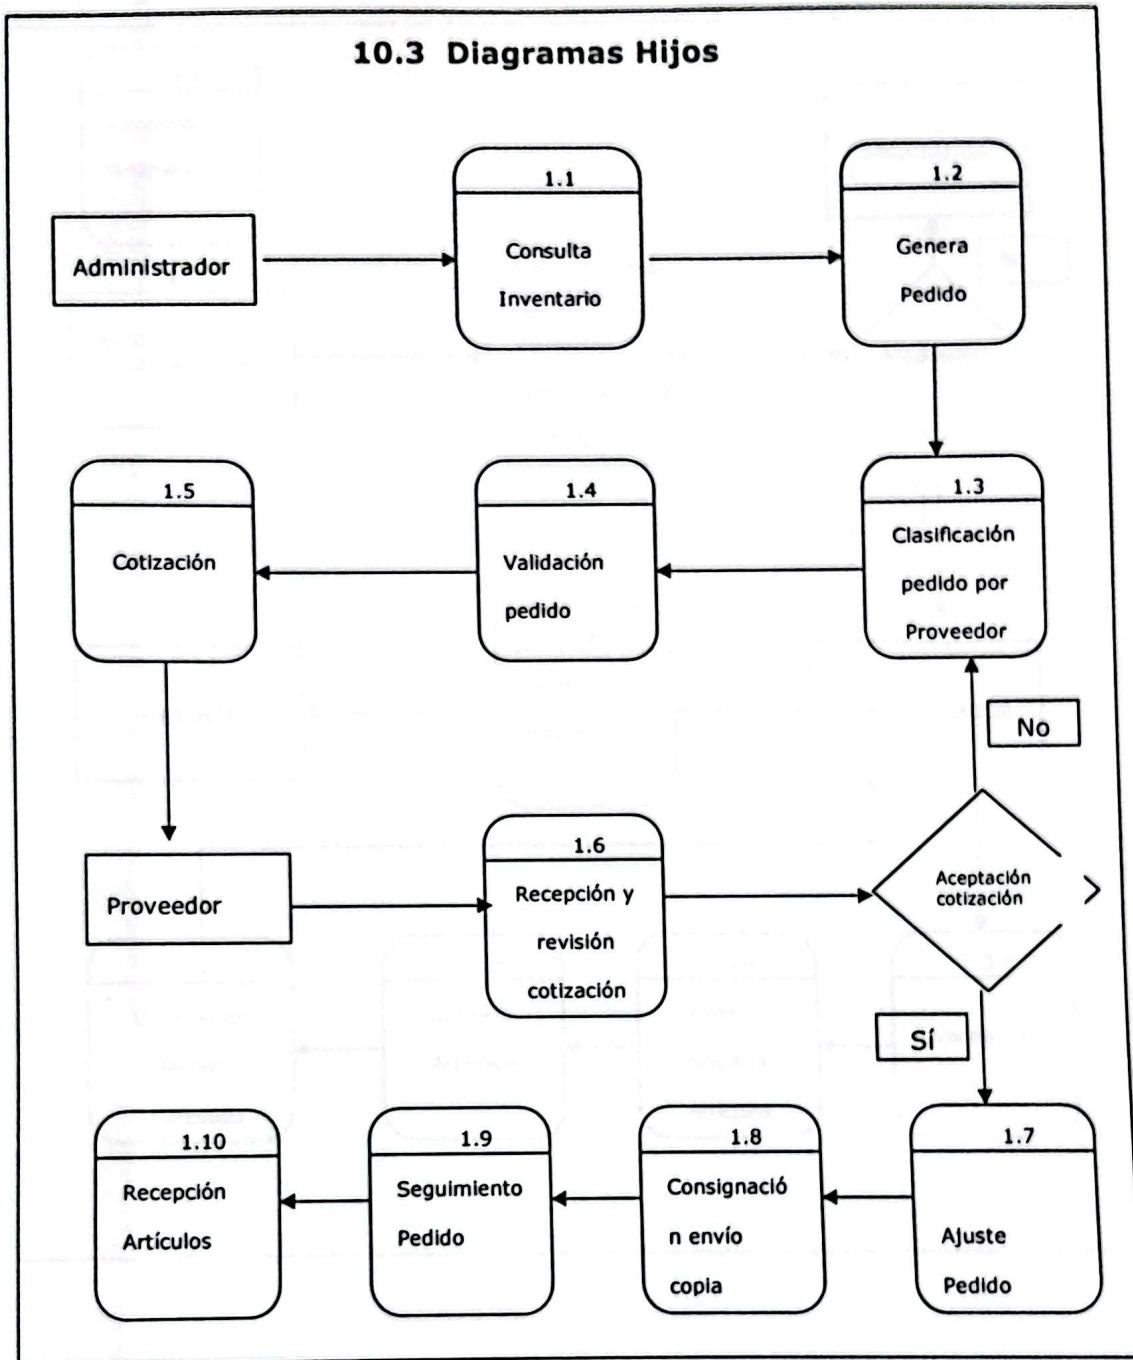 10.3 Diagramas Hijos
Administrador
1.1
Consulta
Inventario
1.2
Genera
Pedido
1.5
Cotización
1.4
Validación
pedido
1.3
Clasificación
pedido por
Proveedor
No
Proveedor
1.6
Recepción y
revisión
cotización
Aceptación
cotización
Sí
1.10
Recepción
Artículos
1.9
Seguimiento
Pedido
1.8
Consignació
n envío
copia
1.7
Ajuste
Pedido